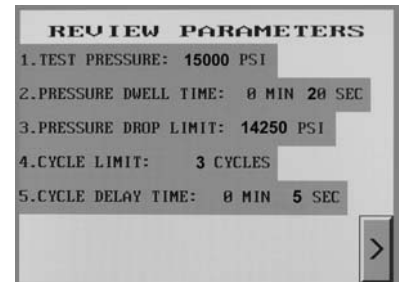 REVIEW PARAMETERS
1.TEST PRESSURE: 15000 PSI
2.PRESSURE DWELL TIME: 0 MIN 20 SEC
3.PRESSURE DROP LIMIT: 14250 PSI
4.CYCLE LIMIT: 3 CYCLES
5.CYCLE DELAY TIME: 0 MIN 5 SEC
>